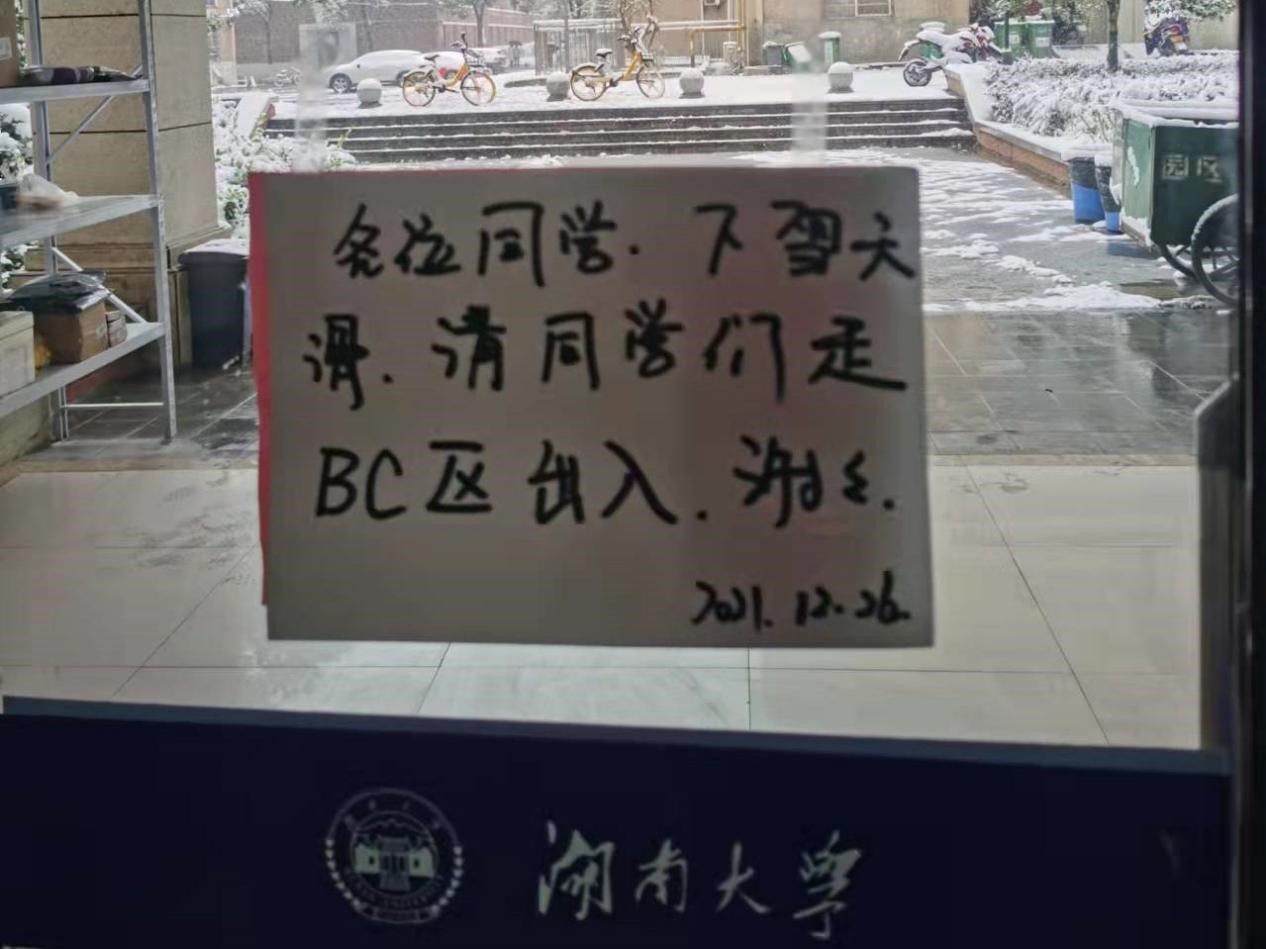 各位同学.下雪天
滑.请同学们走
BC区出入.谢谢.
2021.12.26.
园区
湖南大学